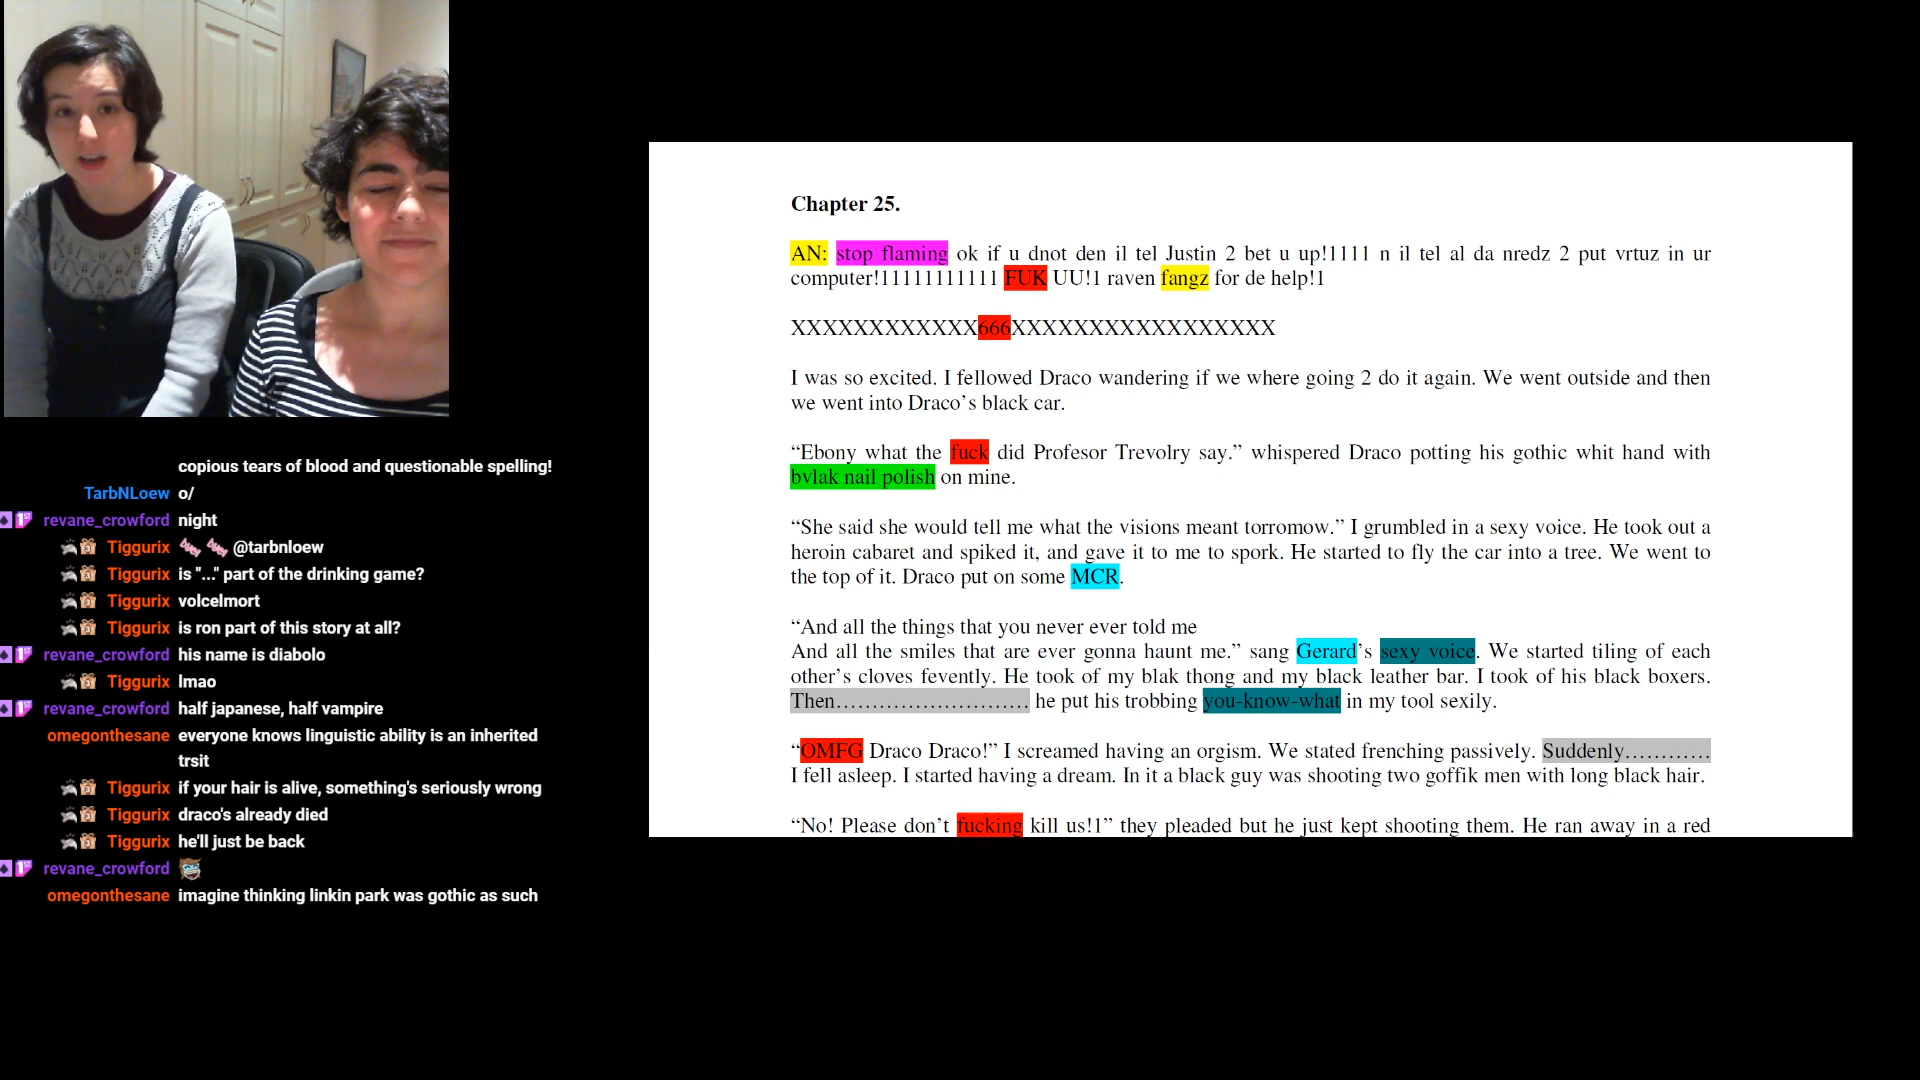 copious tears of blood and questionable spelling!
TarbNLoew o/
revane_crowford night
Tiggurix @tarbnloew
Tiggurix is "..." part of the drinking game?
Tiggurix volcelmort
Tiggurix is ron part of this story at all?
revane_crowford his name is diabolo
Tiggurix lmao
revane_crowford half japanese, half vampire
omegonthesane everyone knows linguistic ability is an inherited
trsit
Tiggurix if your hair is alive, something's seriously wrong
Tiggurix draco's already died
Tiggurix he'll just be back
revane_crowford
omegonthesane imagine thinking linkin park was gothic as such
Chapter 25.
AN: stop flaming ok if u dnot den il tel Justin 2 bet u up!1111 n il tel al da nredz 2 put vrtuz in ur
computer!11111111111 FUK UU!1 raven fangz for de help!1
XXXXXXXXXXXX666XXXXXXXXXXXXXXXXX
I was so excited. I fellowed Draco wandering if we where going 2 do it again. We went outside and then
we went into Draco’s black car.
“Ebony what the fuck did Profesor Trevolry say.” whispered Draco potting his gothic whit hand with
bvlak nail polish on mine.
“She said she would tell me what the visions meant torromow.” I grumbled in a sexy voice. He took out a
heroin cabaret and spiked it, and gave it to me to spork. He started to fly the car into a tree. We went to
the top of it. Draco put on some MCR.
“And all the things that you never ever told me
And all the smiles that are ever gonna haunt me.” sang Gerard’s sexy voice. We started tiling of each
other’s cloves fevently. He took of my blak thong and my black leather bar. I took of his black boxers.
Then……………………… he put his trobbing you-know-what in my tool sexily.
“OMFG Draco Draco!” I screamed having an orgism. We stated frenching passively. Suddenly…………
I fell asleep. I started having a dream. In it a black guy was shooting two goffik men with long black hair.
“No! Please don’t fucking kill us!1” they pleaded but he just kept shooting them. He ran away in a red